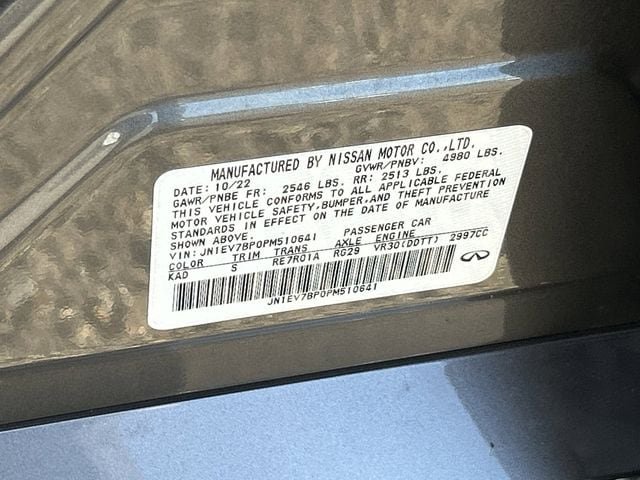 MANUFACTURED BY NISSAN MOTOR CO.,LTD.
DATE: 10/22 GVWR/PNBV: 4980 LBS.
GAWR/PNBE FR: 2546 LBS. RR: 2513 LBS.
THIS VEHICLE CONFORMS TO ALL APPLICABLE FEDERAL
MOTOR VEHICLE SAFETY,BUMPER,AND THEFT PREVENTION
STANDARDS IN EFFECT ON THE DATE OF MANUFACTURE
SHOWN ABOVE.
VIN: JN1EV7BP0PM510641 PASSENGER CAR
COLOR TRIM TRANS AXLE ENGINE
KAD S RE7R01A RG29 VR30(DDTT) 2997CC
JN1EV7BP0PM510641